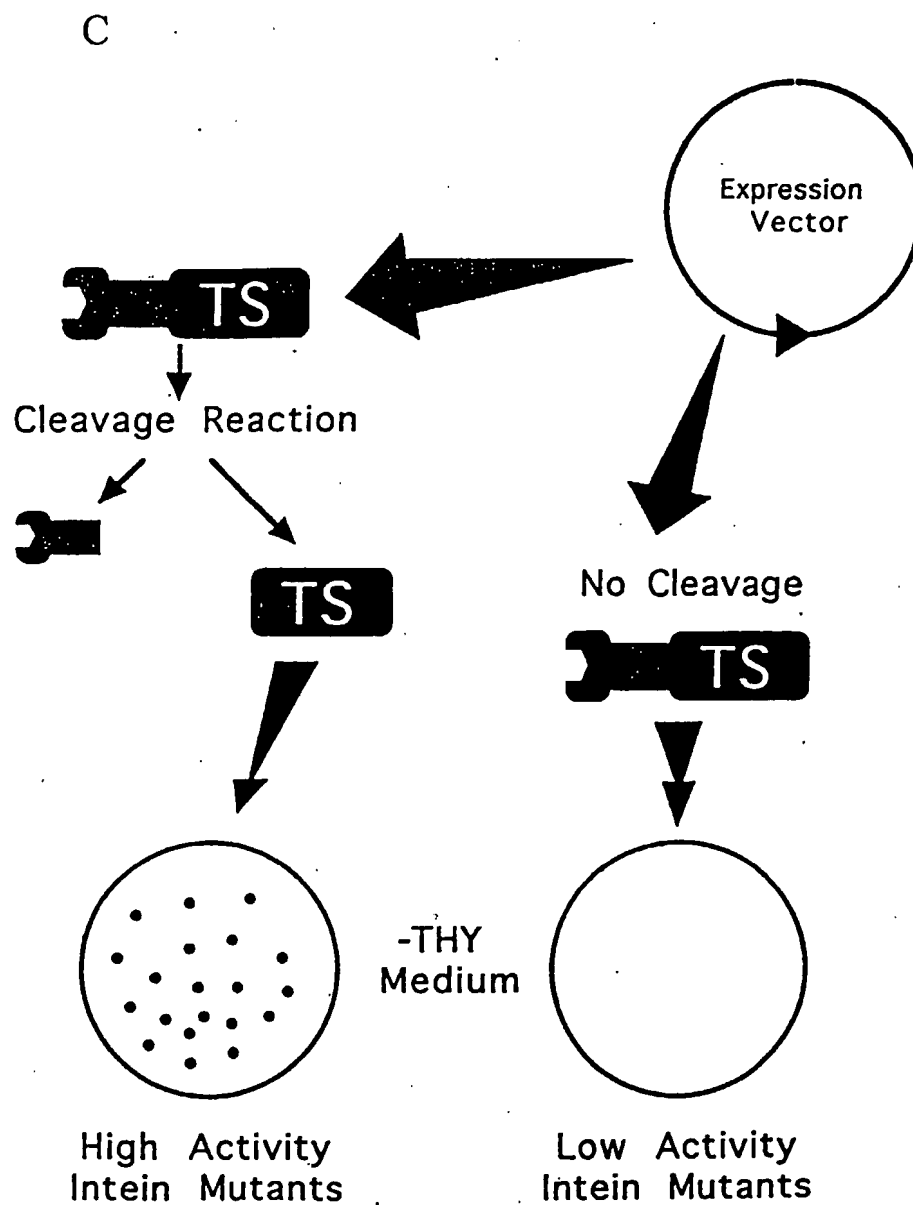 C
Expression
Vector
TS
Cleavage Reaction
TS
No Cleavage
TS
-THY
Medium
High Activity
Intein Mutants
Low Activity
Intein Mutants